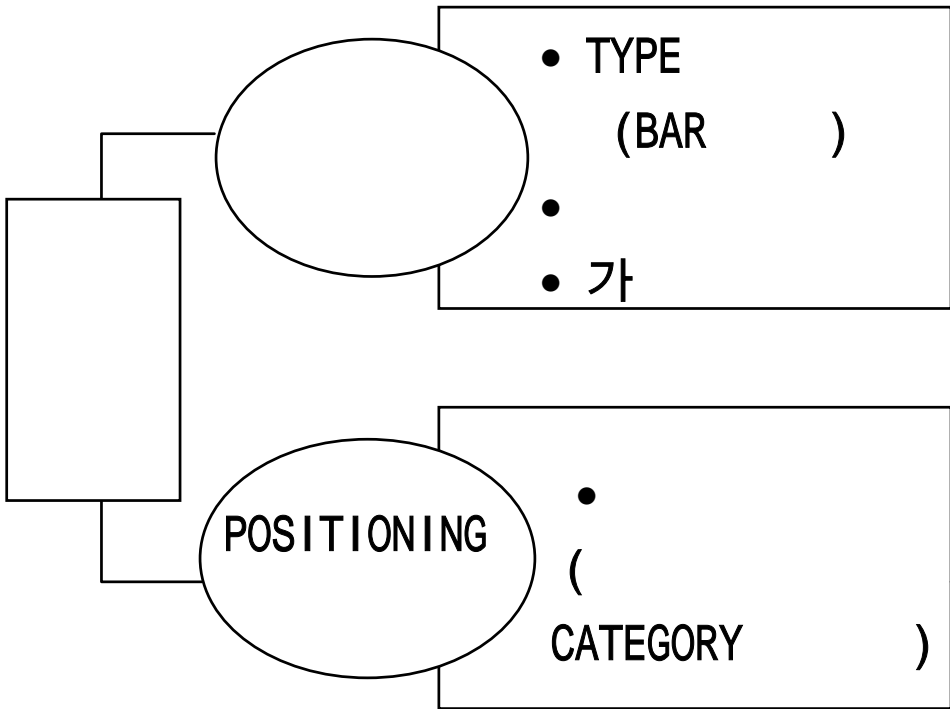 • TYPE
(BAR )
•
• 가
POSITIONING
•
(
CATEGORY )